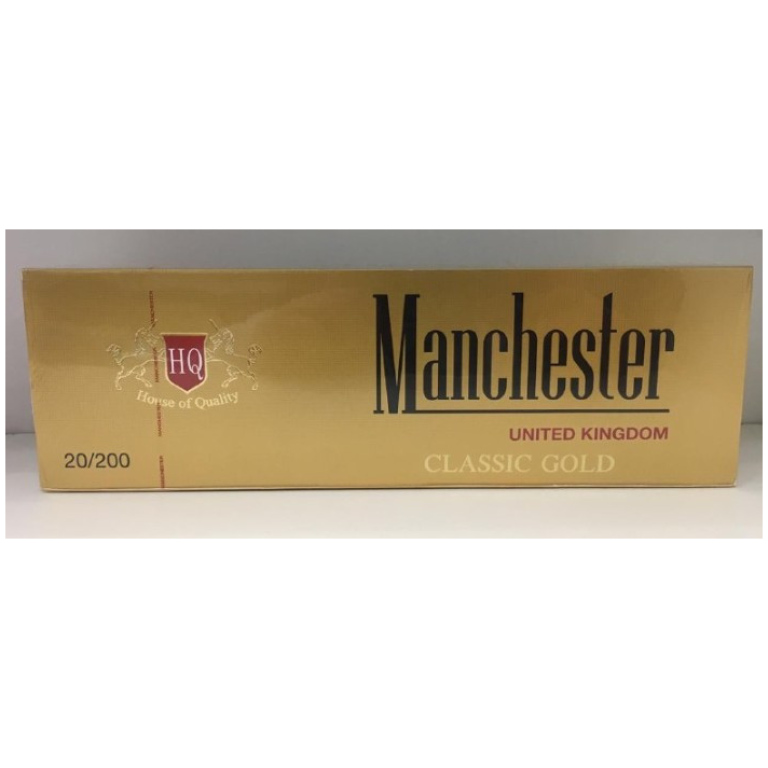 HQ
House of Quality
20/200
Manchester
UNITED KINGDOM
CLASSIC GOLD